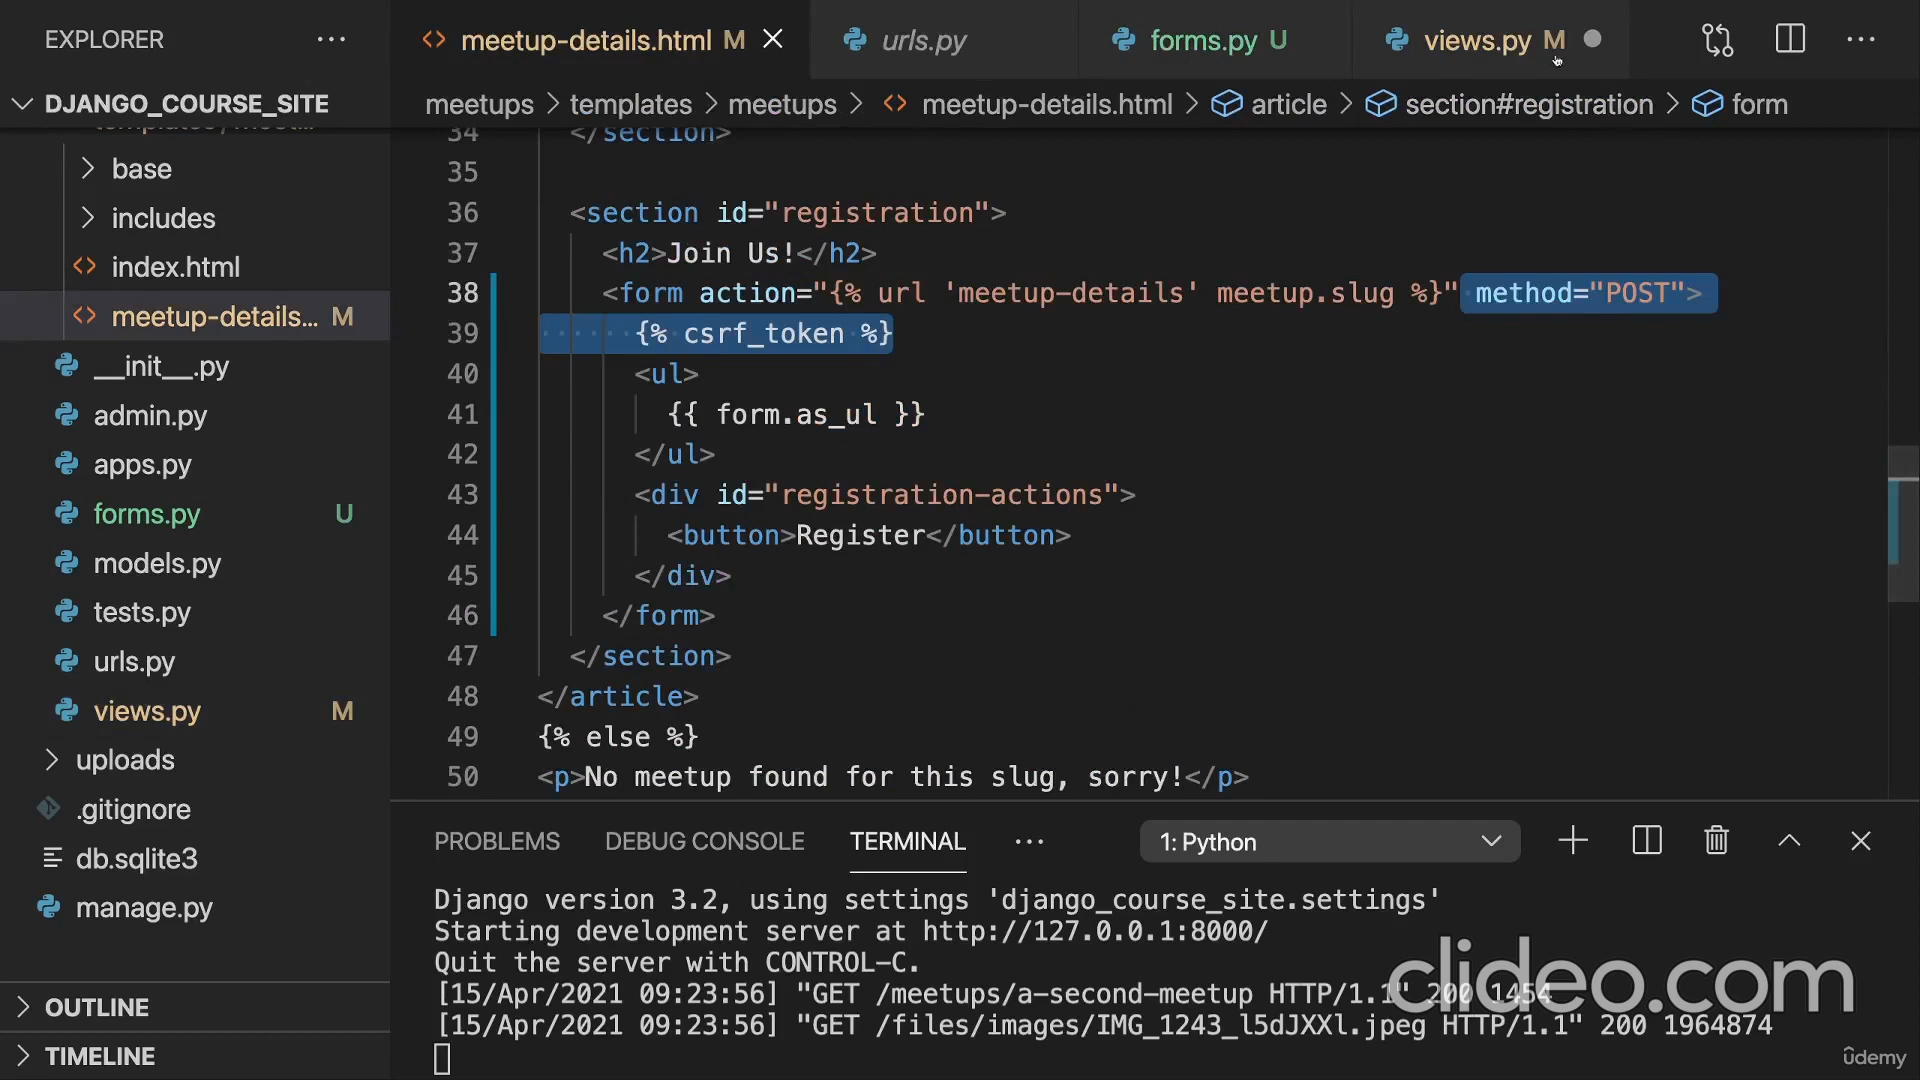 EXPLORER ···
meetup-details.html M
urls.py
forms.py U
views.py M
···
DJANGO_COURSE_SITE
meetups > templates > meetups > meetup-details.html > article > section#registration > form
base
includes
index.html
meetup-details... M
__init__.py
admin.py
apps.py
forms.py U
models.py
tests.py
urls.py
views.py M
uploads
.gitignore
db.sqlite3
manage.py
OUTLINE
TIMELINE
34 </section>
35
36 <section id="registration">
37 <h2>Join Us!</h2>
38 <form action="{% url 'meetup-details' meetup.slug %}" method="POST">
39 {% csrf_token %}
40 <ul>
41 {{ form.as_ul }}
42 </ul>
43 <div id="registration-actions">
44 <button>Register</button>
45 </div>
46 </form>
47 </section>
48 </article>
49 {% else %}
50 <p>No meetup found for this slug, sorry!</p>
PROBLEMS DEBUG CONSOLE TERMINAL ··· 1: Python
Django version 3.2, using settings 'django_course_site.settings'
Starting development server at http://127.0.0.1:8000/
Quit the server with CONTROL-C.
[15/Apr/2021 09:23:56] "GET /meetups/a-second-meetup HTTP/1.1" 200 1454
[15/Apr/2021 09:23:56] "GET /files/images/IMG_1243_l5dJXXl.jpeg HTTP/1.1" 200 1964874
clideo.com
ûdemy